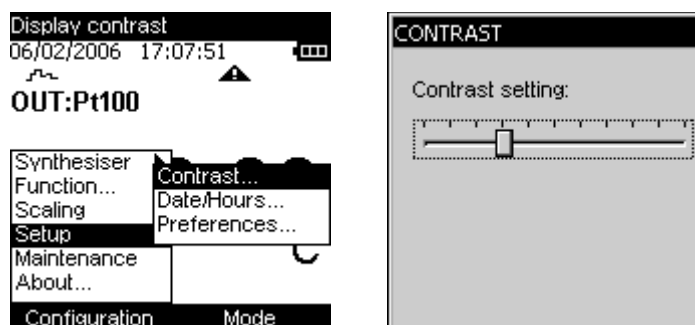 Display contrast
06/02/2006 17:07:51
OUT:Pt100
Synthesiser
Function...
Scaling
Setup
Maintenance
About...
Contrast...
Date/Hours...
Preferences...
Configuration Mode
CONTRAST
Contrast setting: